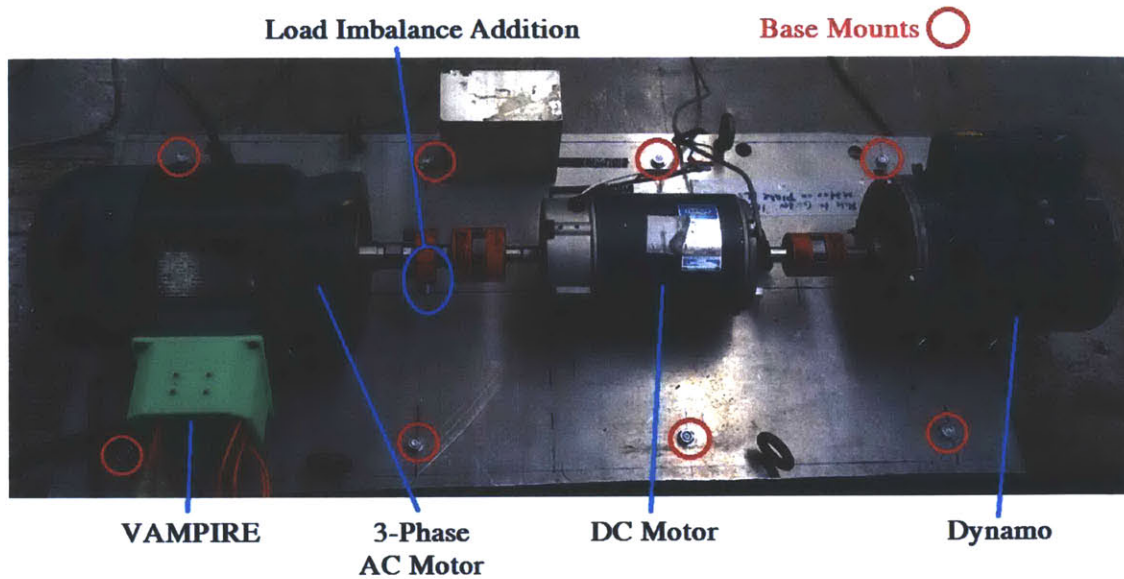 Load Imbalance Addition
Base Mounts
VAMPIRE
3-Phase
AC Motor
DC Motor
Dynamo